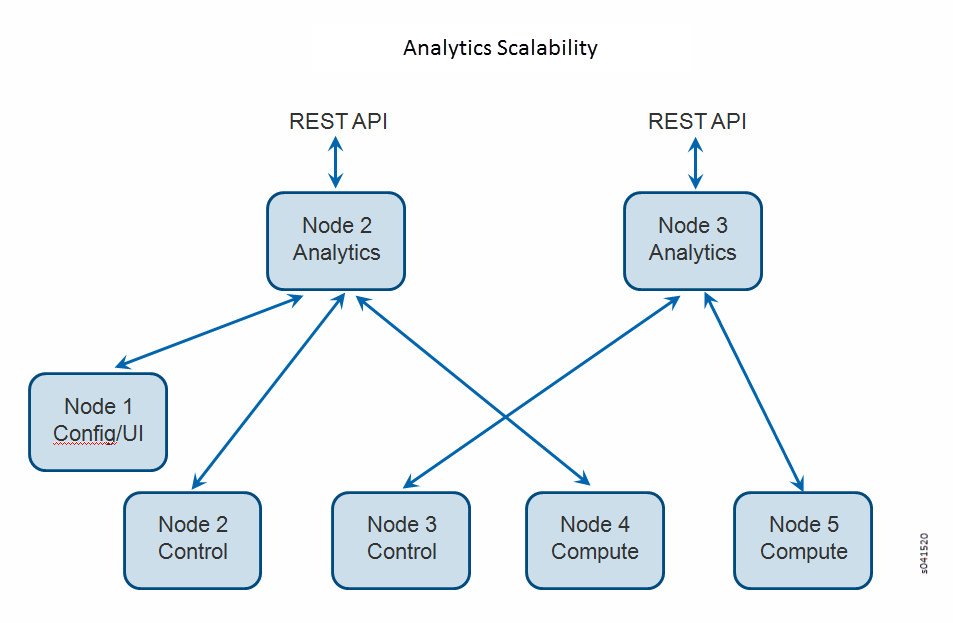 Analytics Scalability
REST API
REST API
Node 2
Analytics
Node 3
Analytics
Node 1
Config/UI
Node 2
Control
Node 3
Control
Node 4
Compute
Node 5
Compute
s041520